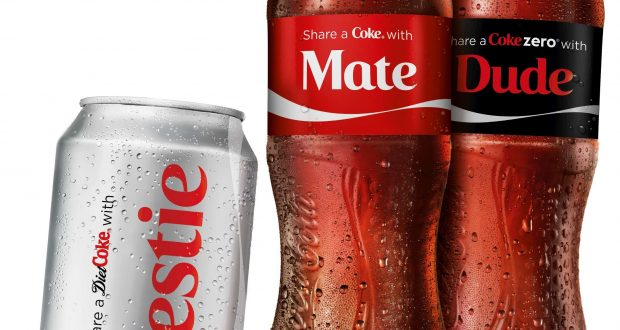 are a Diet Coke with
estie
Share a Coke with
Mate
hare a Coke zero® with
Dude